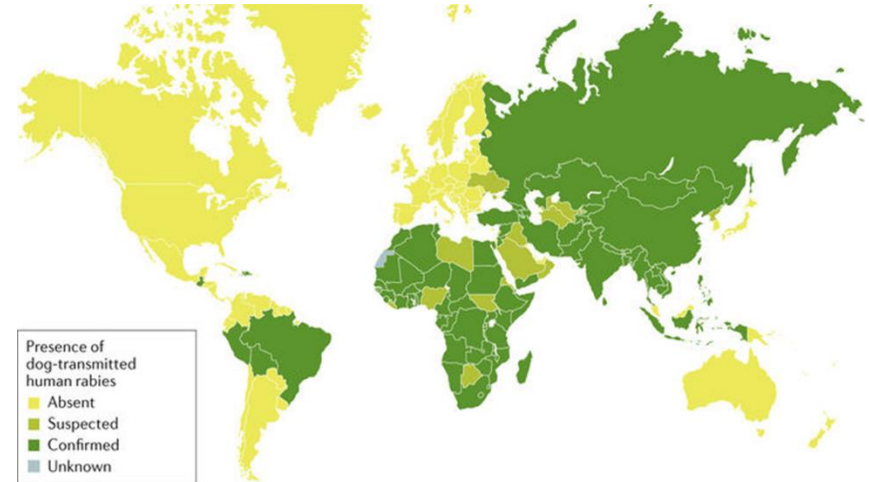 Presence of
dog-transmitted
human rabies
Absent
Suspected
Confirmed
Unknown